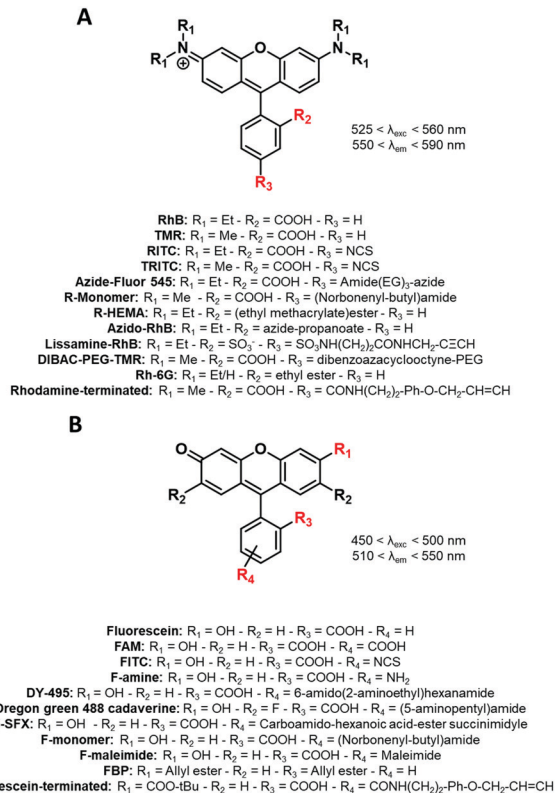 A
R₁ R₁
R₁ N O N R₁
⊕
R₂
R₃
525 < λexc < 560 nm
550 < λem < 590 nm
RhB: R₁ = Et - R₂ = COOH - R₃ = H
TMR: R₁ = Me - R₂ = COOH - R₃ = H
RITC: R₁ = Et - R₂ = COOH - R₃ = NCS
TRITC: R₁ = Me - R₂ = COOH - R₃ = NCS
Azide-Fluor 545: R₁ = Et - R₂ = COOH - R₃ = Amide(EG)₃-azide
R-Monomer: R₁ = Me - R₂ = COOH - R₃ = (Norbonenyl-butyl)amide
R-HEMA: R₁ = Et - R₂ = (ethyl methacrylate)ester - R₃ = H
Azido-RhB: R₁ = Et - R₂ = azide-propanoate - R₃ = H
Lissamine-RhB: R₁ = Et - R₂ = SO₃⁻ - R₃ = SO₃NH(CH₂)₂CONHCH₂-CΞCH
DIBAC-PEG-TMR: R₁ = Me - R₂ = COOH - R₃ = dibenzoazacyclooctyne-PEG
Rh-6G: R₁ = Et/H - R₂ = ethyl ester - R₃ = H
Rhodamine-terminated: R₁ = Me - R₂ = COOH - R₃ = CONH(CH₂)₂-Ph-O-CH₂-CH=CH
B
O O R₁
R₂ R₂
R₃
R₄
450 < λexc < 500 nm
510 < λem < 550 nm
Fluorescein: R₁ = OH - R₂ = H - R₃ = COOH - R₄ = H
FAM: R₁ = OH - R₂ = H - R₃ = COOH - R₄ = COOH
FITC: R₁ = OH - R₂ = H - R₃ = COOH - R₄ = NCS
F-amine: R₁ = OH - R₂ = H - R₃ = COOH - R₄ = NH₂
DY-495: R₁ = OH - R₂ = H - R₃ = COOH - R₄ = 6-amido(2-aminoethyl)hexanamide
Oregon green 488 cadaverine: R₁ = OH - R₂ = F - R₃ = COOH - R₄ = (5-aminopentyl)amide
-SFX: R₁ = OH - R₂ = H - R₃ = COOH - R₄ = Carboamido-hexanoic acid-ester succinimidyle
F-monomer: R₁ = OH - R₂ = H - R₃ = COOH - R₄ = (Norbonenyl-butyl)amide
F-maleimide: R₁ = OH - R₂ = H - R₃ = COOH - R₄ = Maleimide
FBP: R₁ = Allyl ester - R₂ = H - R₃ = Allyl ester - R₄ = H
escein-terminated: R₁ = COO-tBu - R₂ = H - R₃ = COOH - R₄ = CONH(CH₂)₂-Ph-O-CH₂-CH=CH